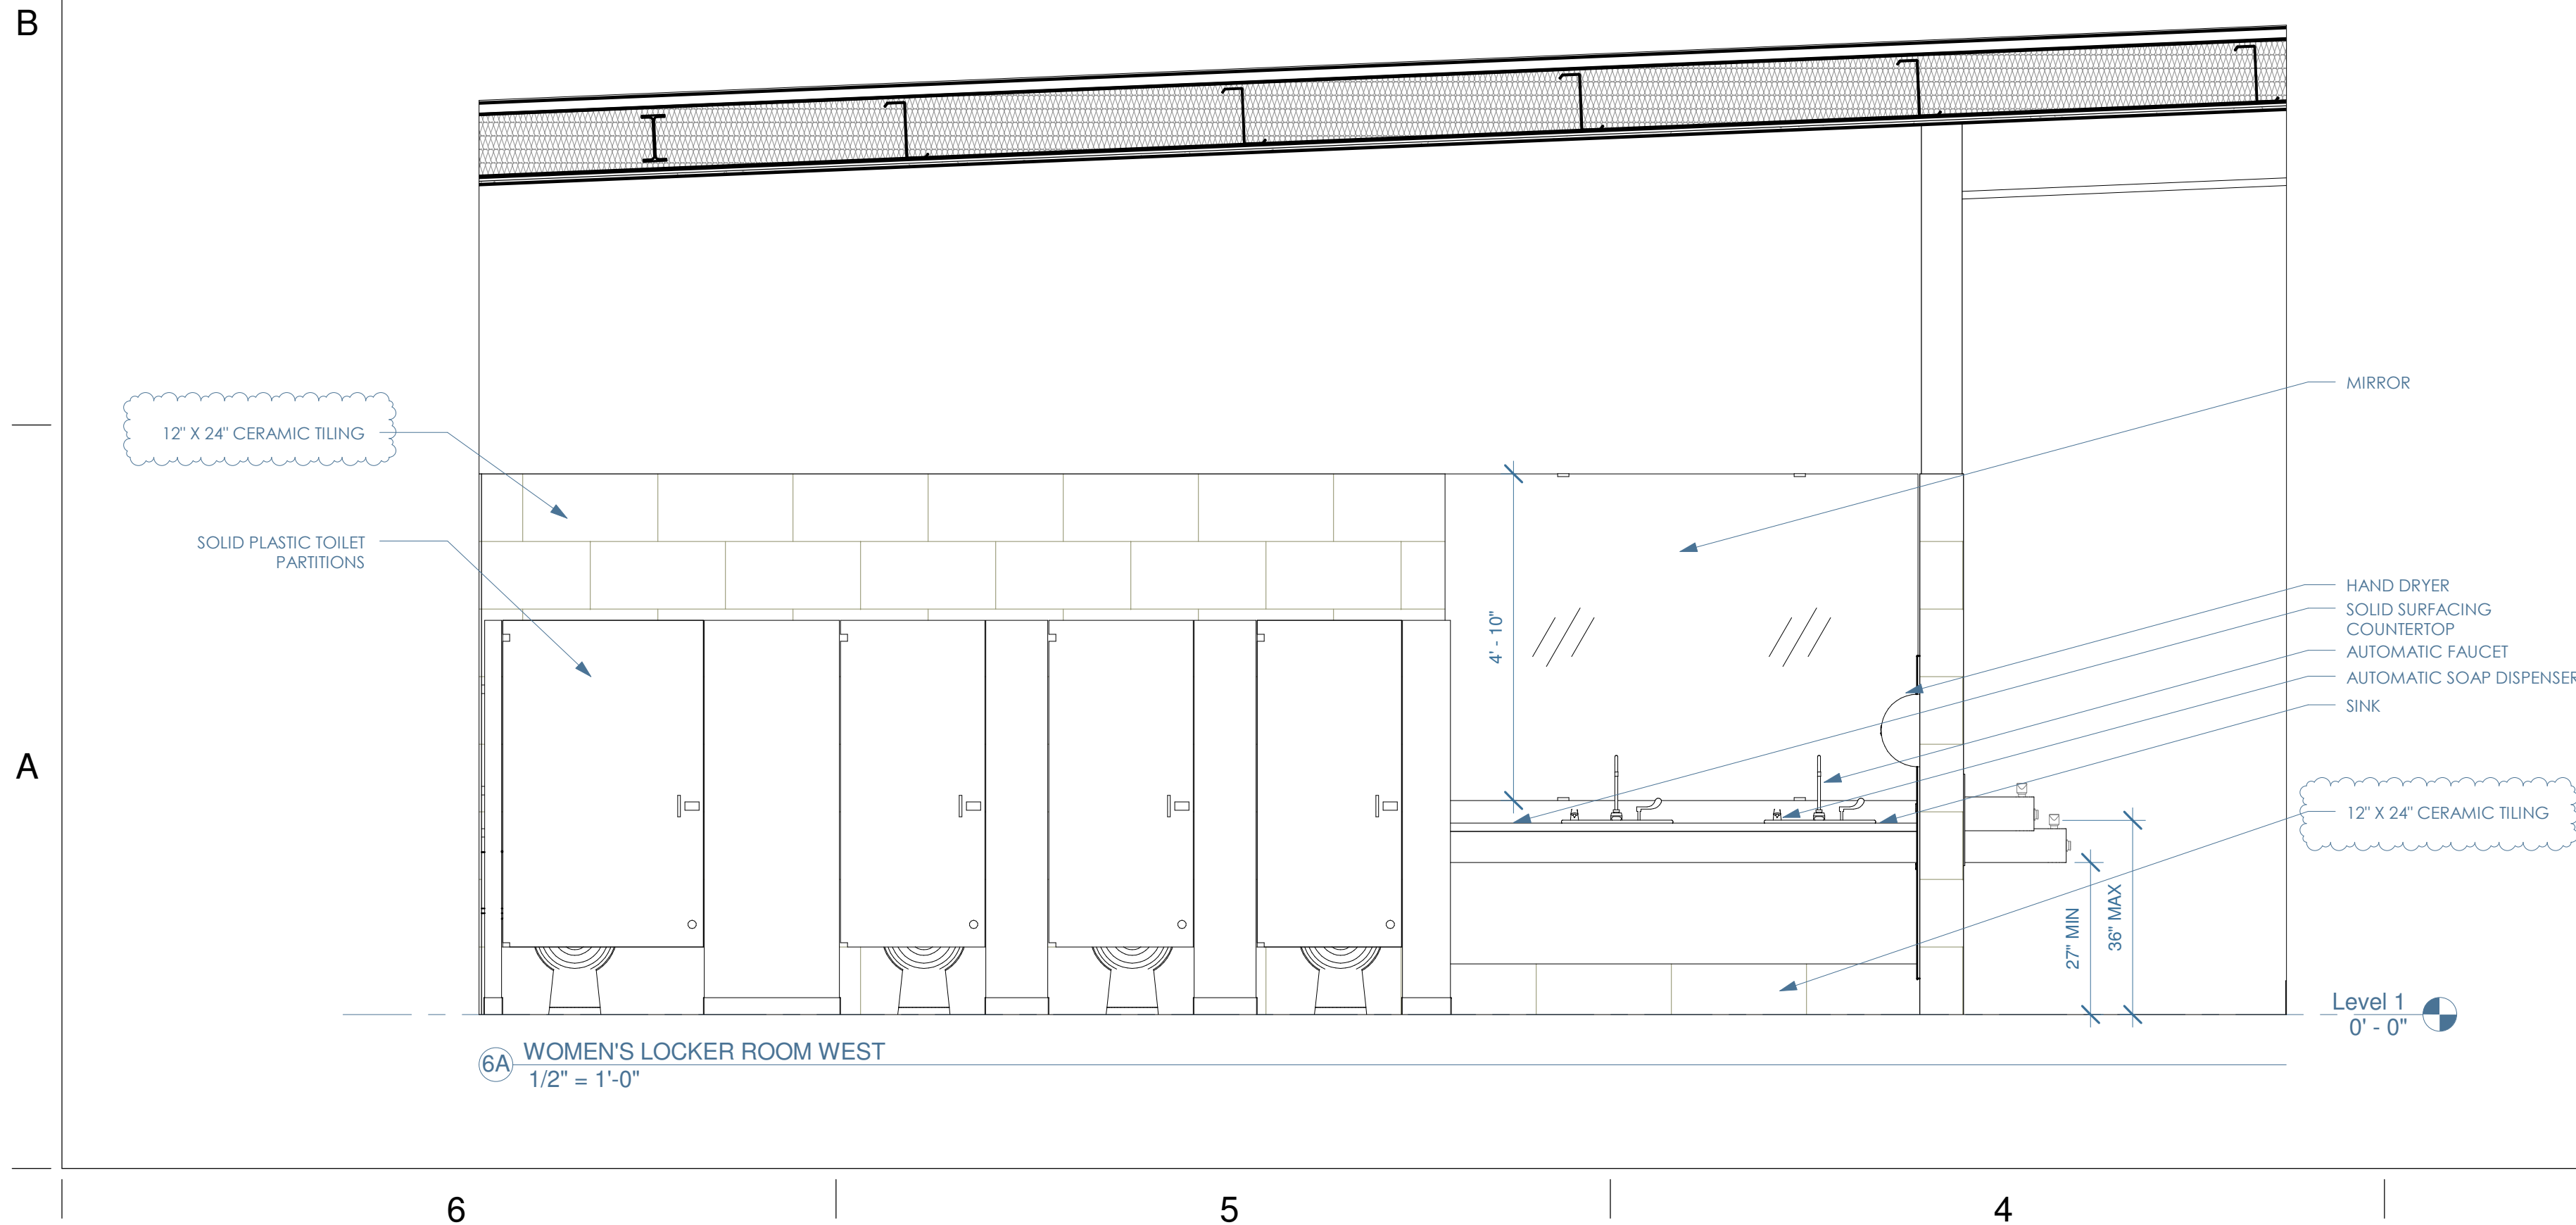 B
MIRROR
12" X 24" CERAMIC TILING
SOLID PLASTIC TOILET
PARTITIONS
HAND DRYER
SOLID SURFACING
COUNTERTOP
AUTOMATIC FAUCET
AUTOMATIC SOAP DISPENSER
SINK
4' - 10"
A
12" X 24" CERAMIC TILING
27" MIN
36" MAX
Level 1
0' - 0"
6A
WOMEN'S LOCKER ROOM WEST
1/2" = 1'-0"
6
5
4